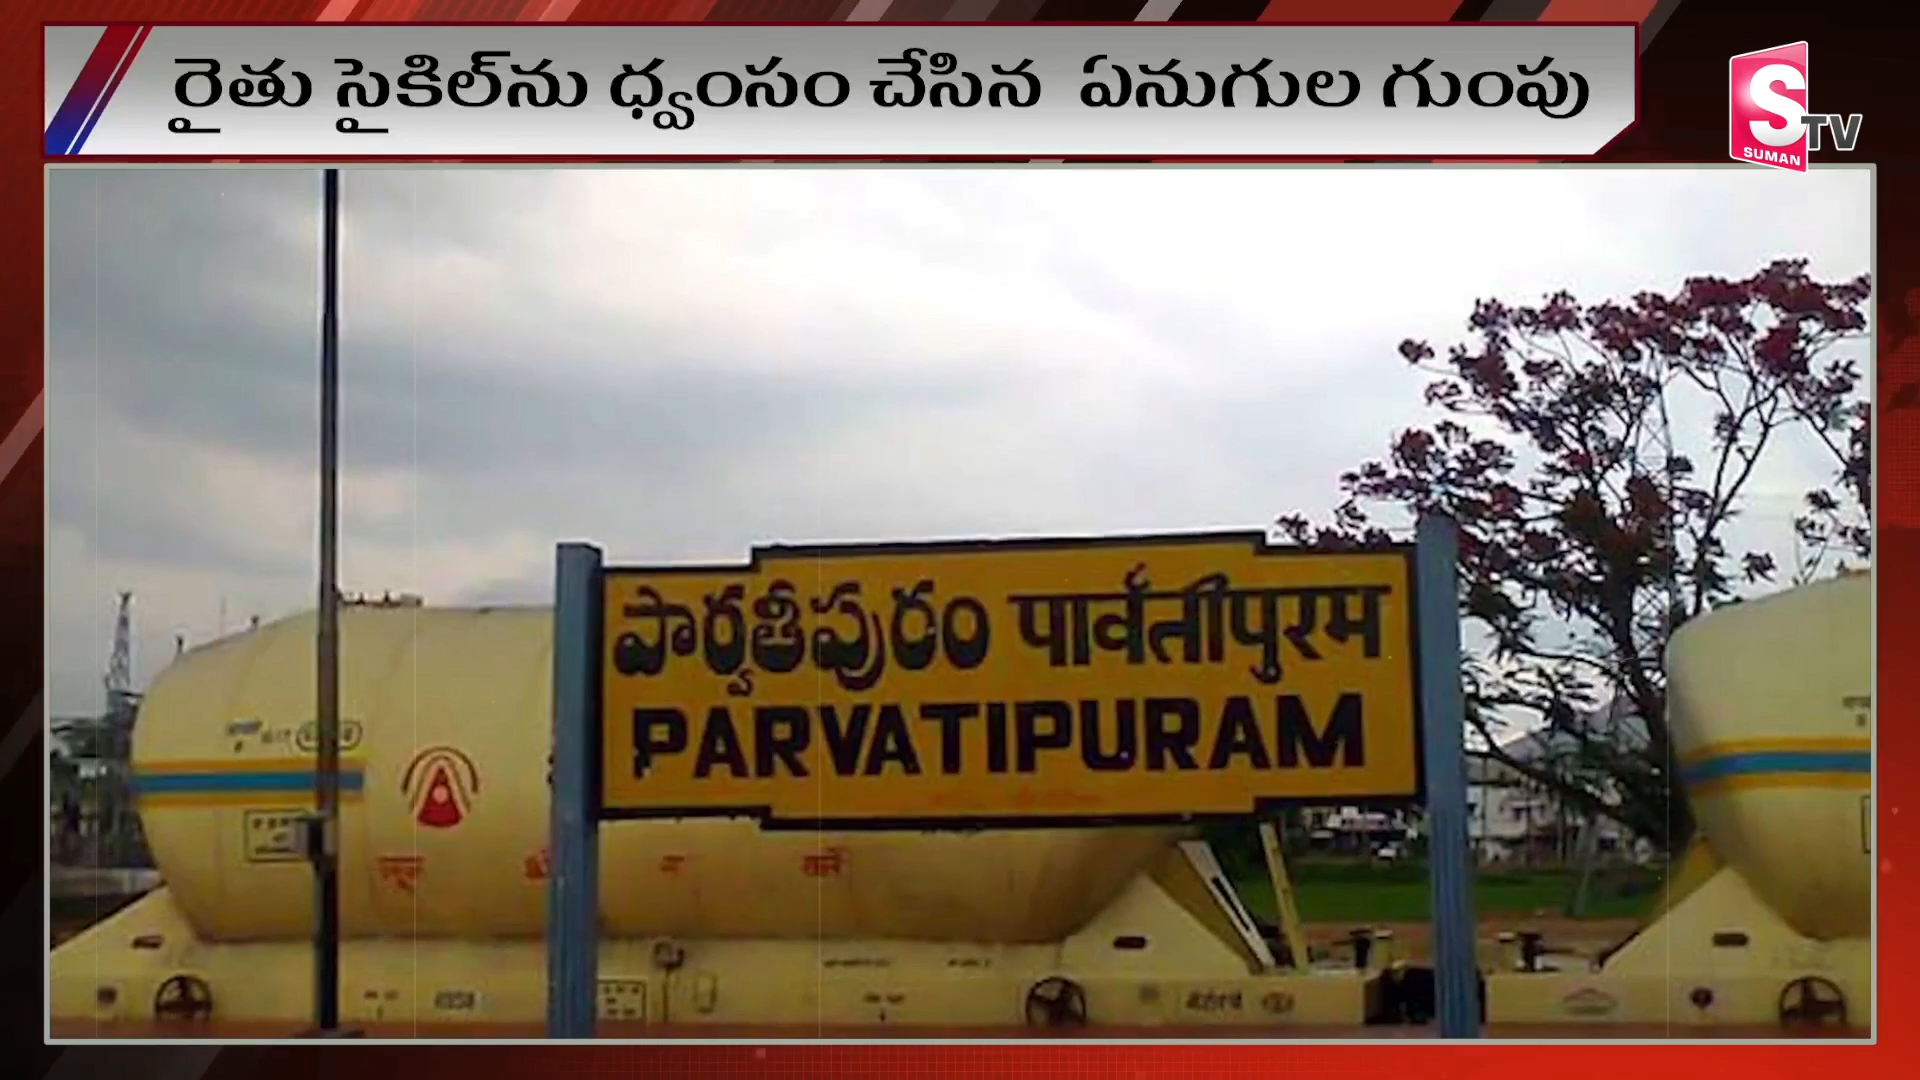 రైతు సైకిల్‌ను ధ్వంసం చేసిన ఏనుగుల గుంపు
S TV
SUMAN
పార్వతీపురం पार्वतीपुरम
PARVATIPURAM